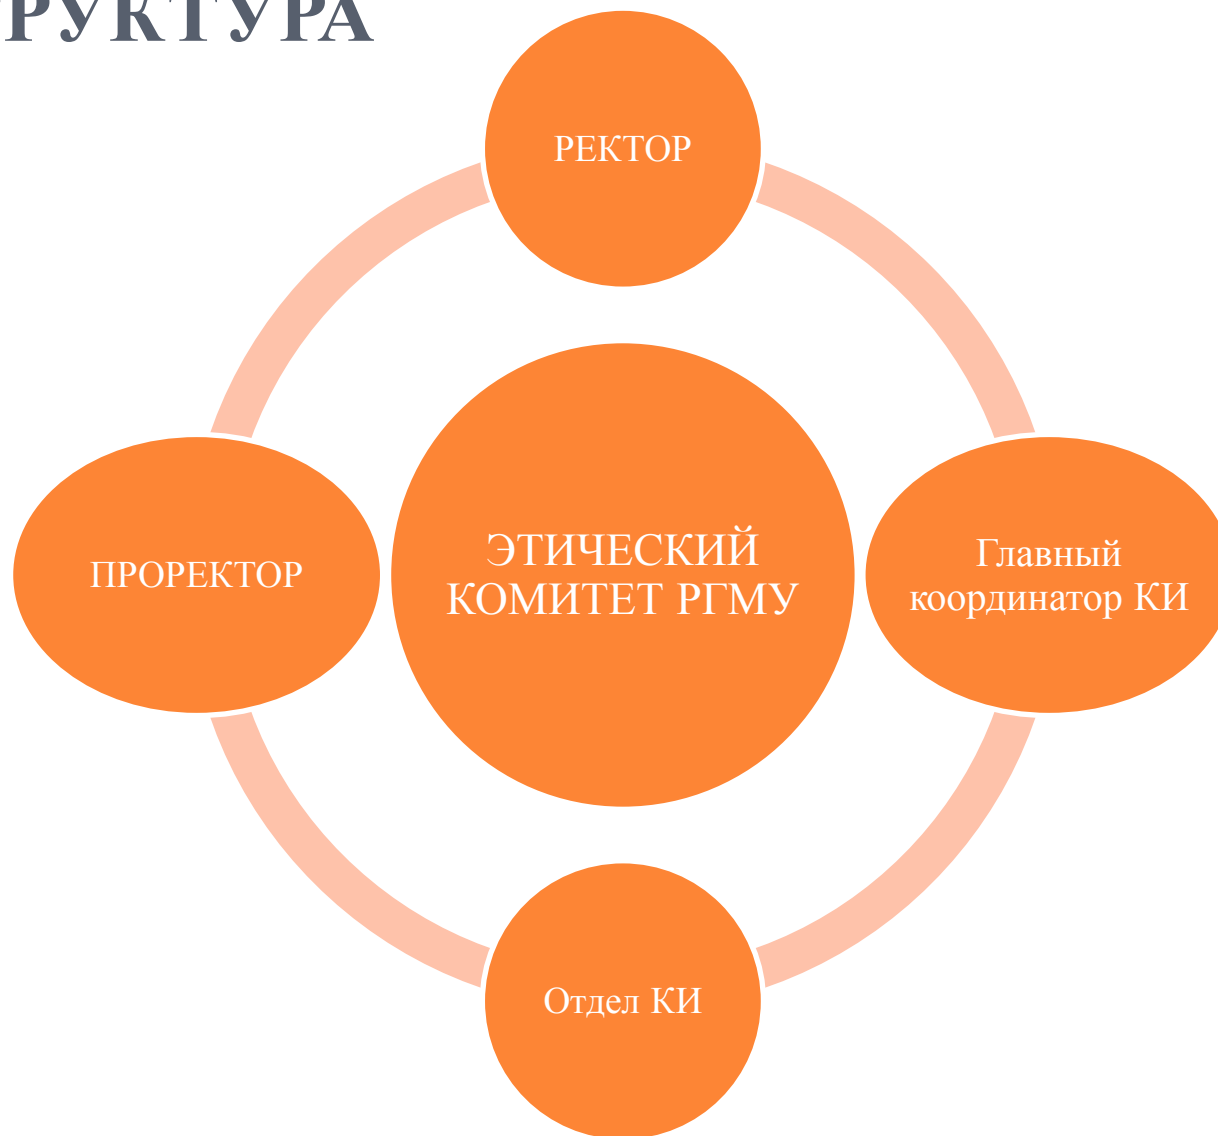 РУКТУРА
РЕКТОР
ПРОРЕКТОР
ЭТИЧЕСКИЙ
КОМИТЕТ РГМУ
Главный
координатор КИ
Отдел КИ